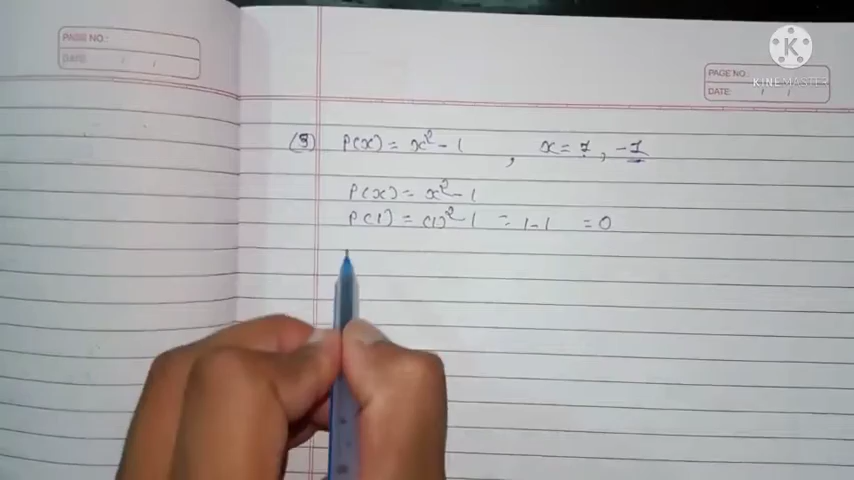 PAGE NO.:
DATE: / /
K
KINEMASTER
PAGE NO.:
DATE: / /
(3) P(x) = x² - 1 , x = 1, -1
P(x) = x² - 1
P(1) = (1)² - 1 = 1-1 = 0